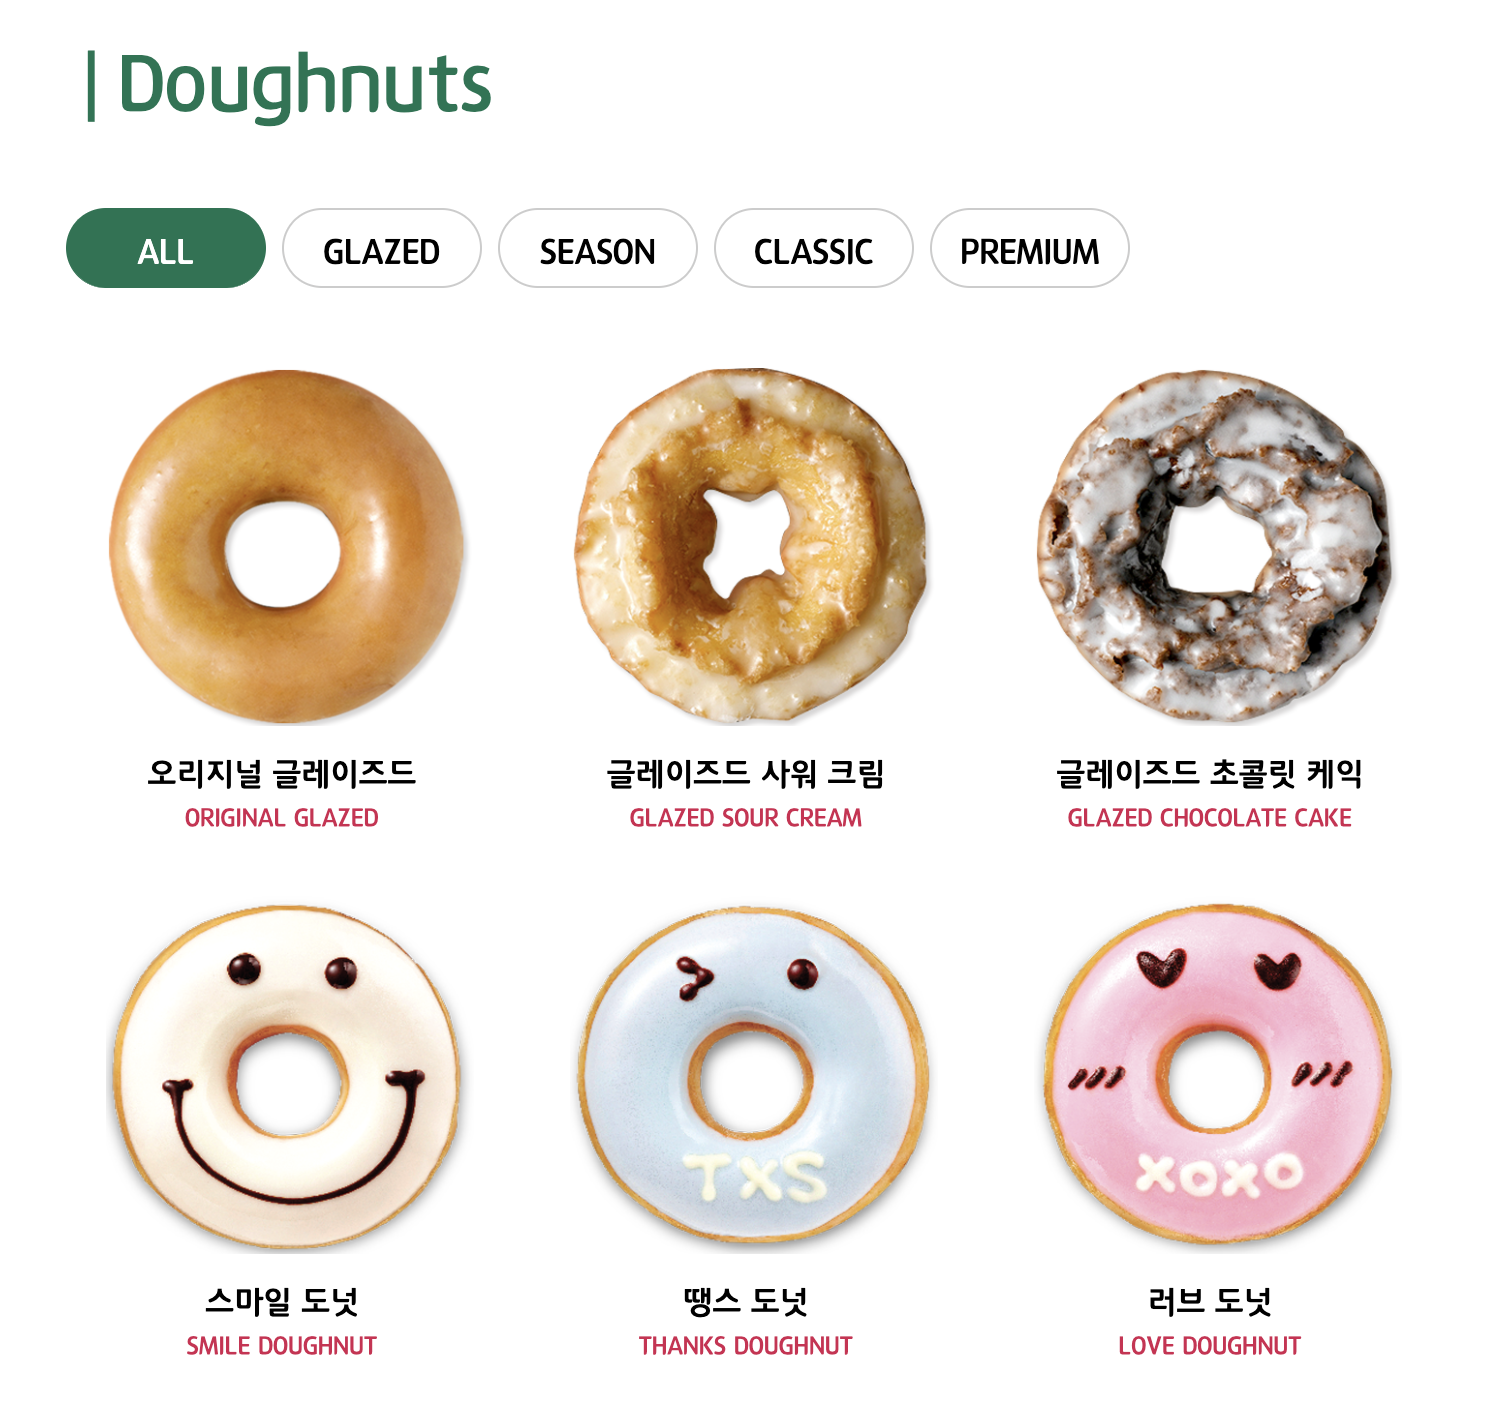 Doughnuts
ALL GLAZED SEASON CLASSIC PREMIUM
오리지널 글레이즈드 글레이즈드 사워 크림 글레이즈드 초콜릿 케익
ORIGINAL GLAZED GLAZED SOUR CREAM GLAZED CHOCOLATE CAKE
TXS XOXO
스마일 도넛 땡스 도넛 러브 도넛
SMILE DOUGHNUT THANKS DOUGHNUT LOVE DOUGHNUT